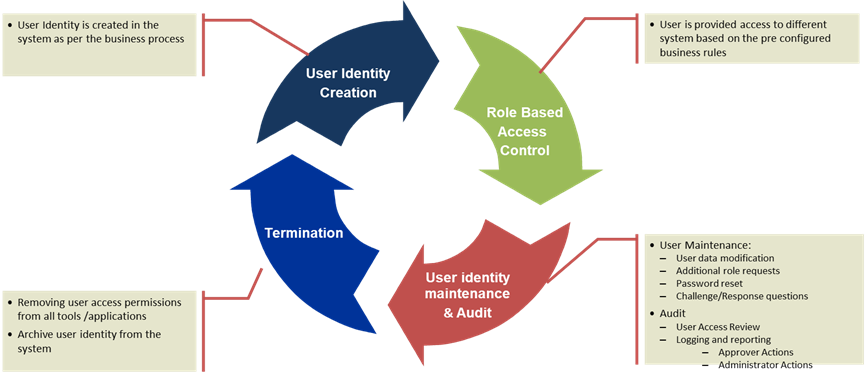 • User Identity is created in the
system as per the business process
User Identity
Creation
• User is provided access to different
system based on the pre configured
business rules
Role Based
Access
Control
Termination
User identity
maintenance
& Audit
• User Maintenance:
– User data modification
– Additional role requests
– Password reset
– Challenge/Response questions
• Audit
– User Access Review
– Logging and reporting
– Approver Actions
– Administrator Actions
• Removing user access permissions
from all tools /applications
• Archive user identity from the
system